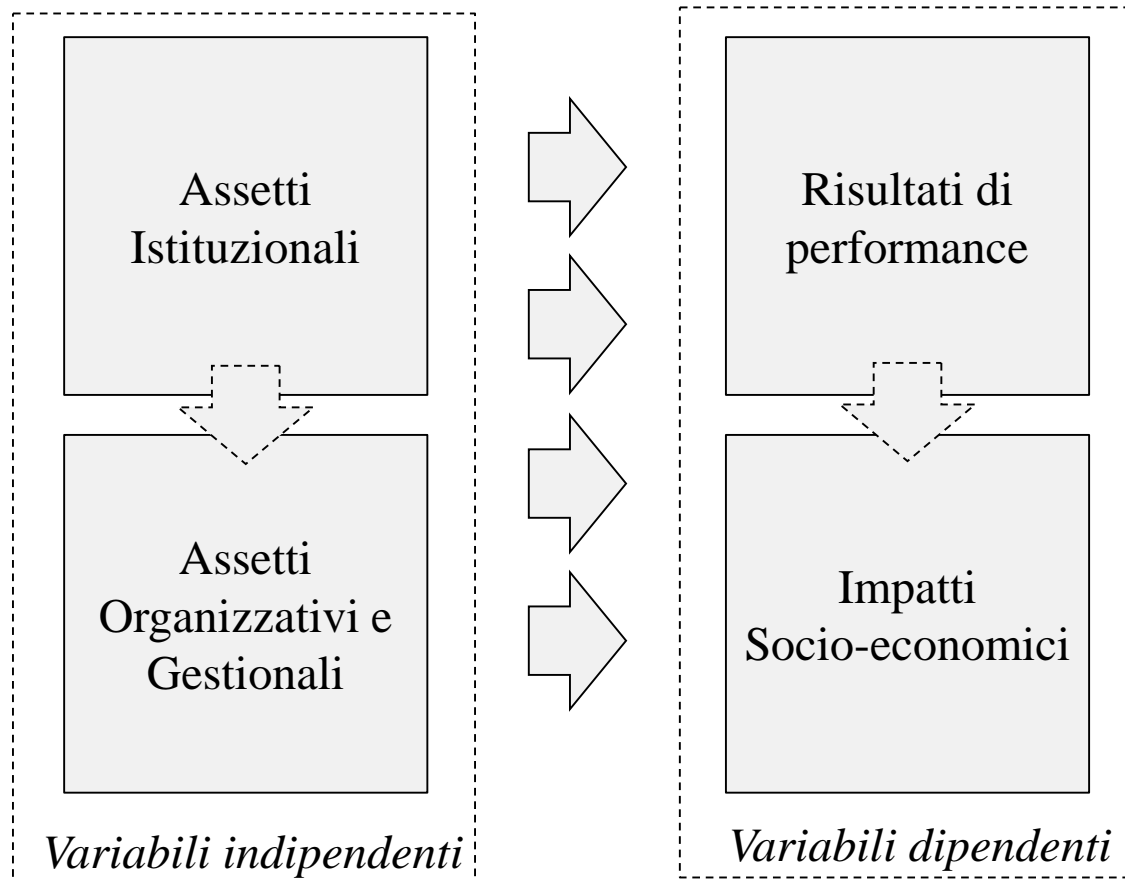 Assetti
Istituzionali
Assetti
Organizzativi e
Gestionali
Variabili indipendenti
Risultati di
performance
Impatti
Socio-economici
Variabili dipendenti